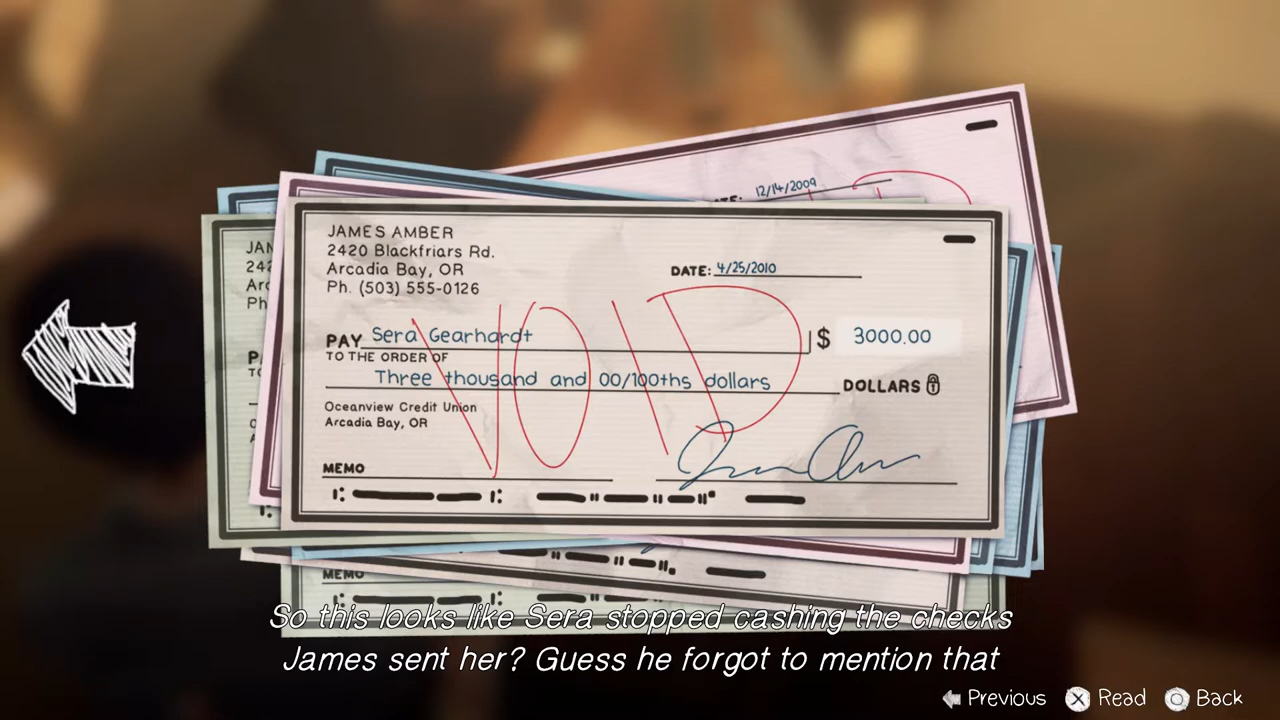 12/14/2009
JAMES AMBER
2420 Blackfriars Rd.
Arcadia Bay, OR
Ph. (503) 555-0126
DATE: 4/25/2010
PAY Sera Gearhardt $ 3000.00
TO THE ORDER OF
Three thousand and 00/100ths dollars DOLLARS
VOID
Oceanview Credit Union
Arcadia Bay, OR
MEMO
MEMO
So this looks like Sera stopped cashing the checks
James sent her? Guess he forgot to mention that
Previous Read Back